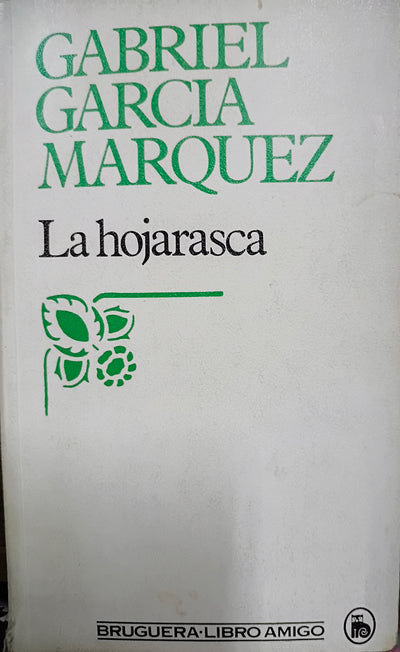 GABRIEL
GARCIA
MARQUEZ
La hojarasca
BRUGUERA·LIBRO AMIGO